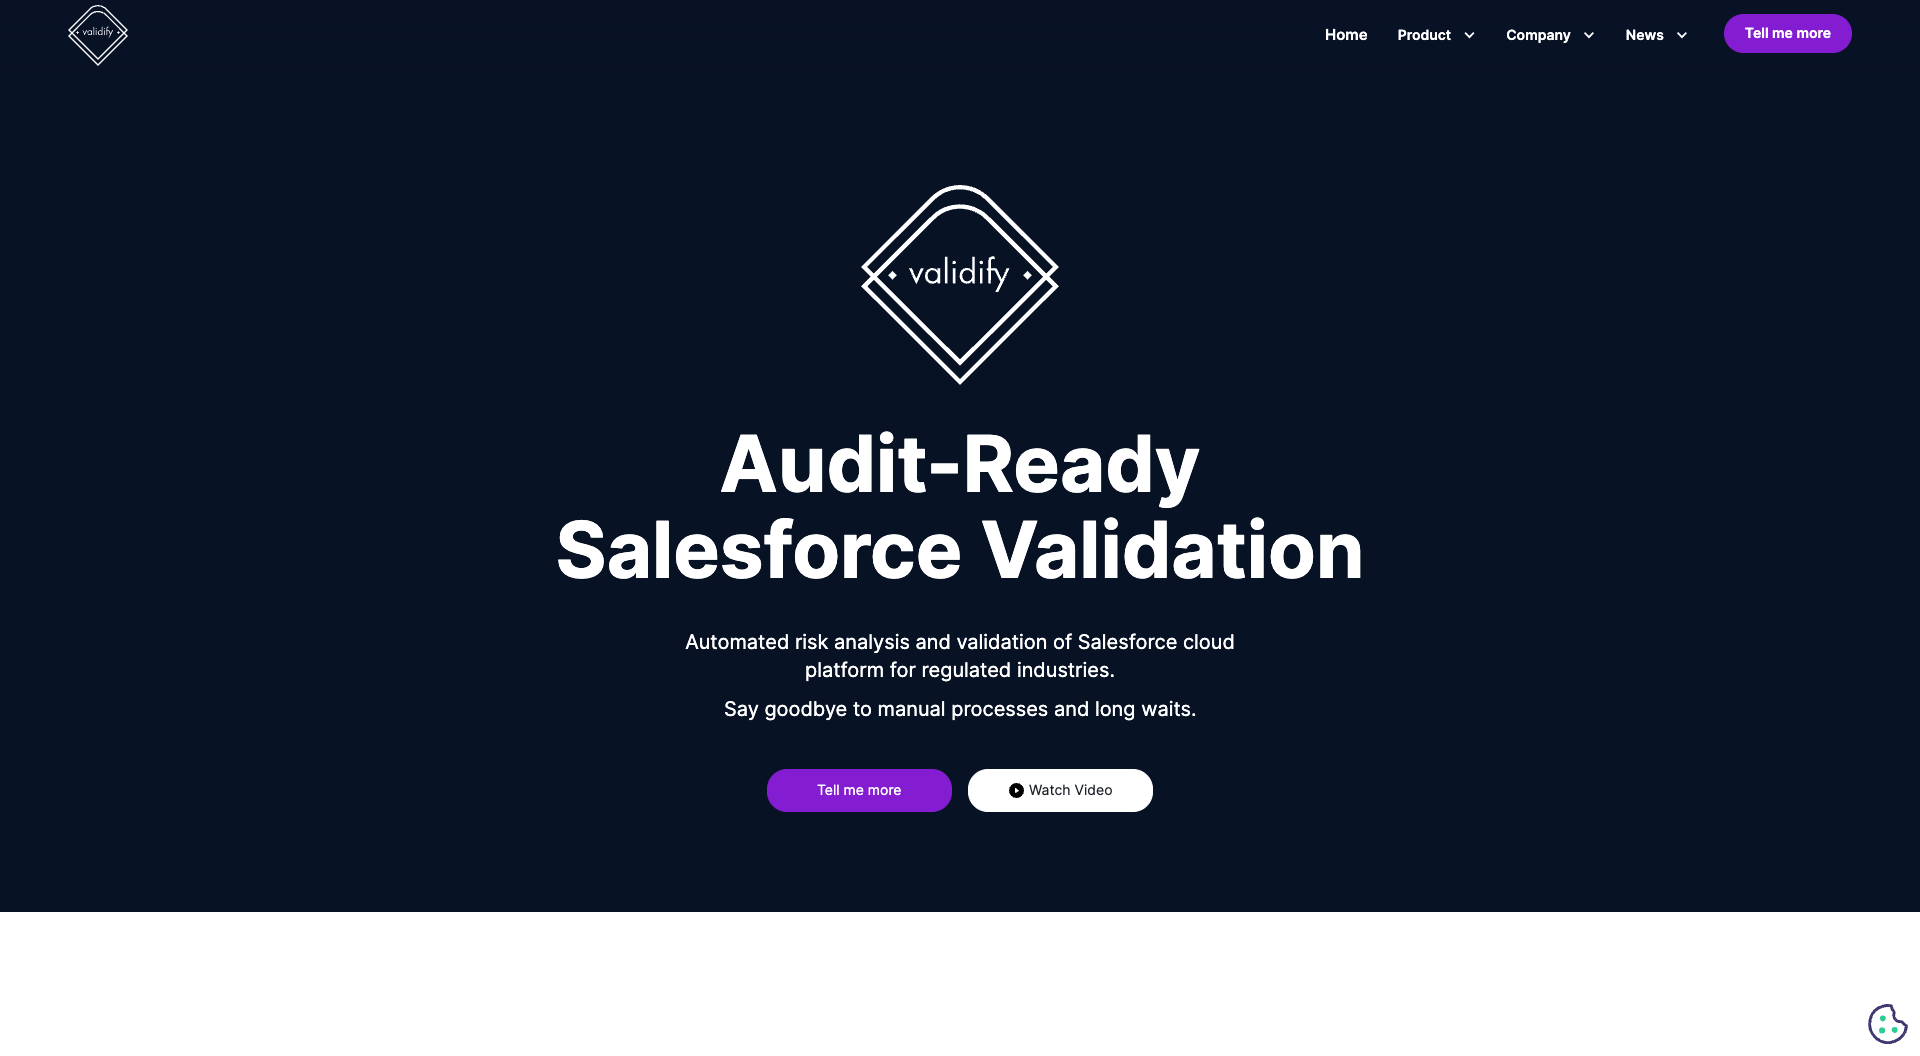 validify
Home
Product
Company
News
Tell me more
validify
Audit-Ready
Salesforce Validation
Automated risk analysis and validation of Salesforce cloud
platform for regulated industries.
Say goodbye to manual processes and long waits.
Tell me more
Watch Video